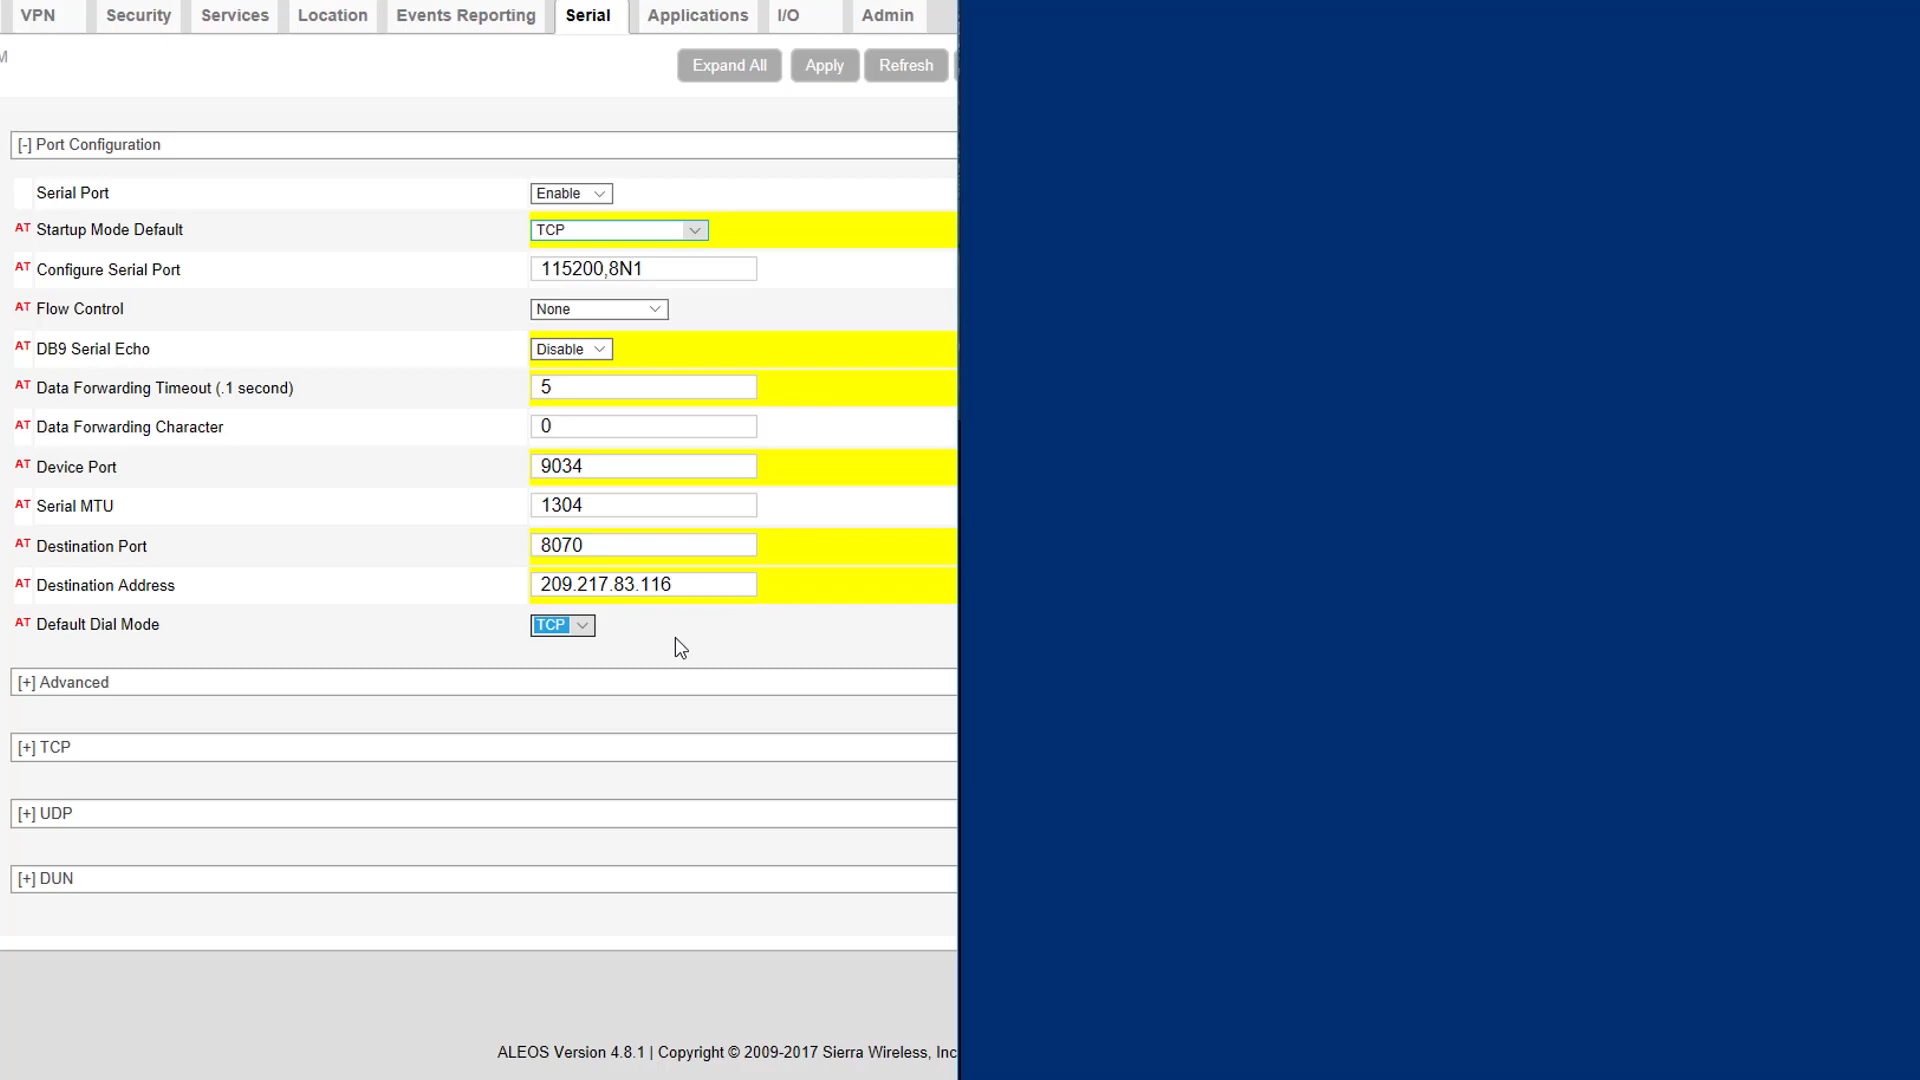 VPN Security Services Location Events Reporting Serial Applications I/O Admin
M
Expand All Apply Refresh
[-] Port Configuration
Serial Port Enable
AT Startup Mode Default TCP
AT Configure Serial Port 115200,8N1
AT Flow Control None
AT DB9 Serial Echo Disable
AT Data Forwarding Timeout (.1 second) 5
AT Data Forwarding Character 0
AT Device Port 9034
AT Serial MTU 1304
AT Destination Port 8070
AT Destination Address 209.217.83.116
AT Default Dial Mode TCP
[+] Advanced
[+] TCP
[+] UDP
[+] DUN
ALEOS Version 4.8.1 | Copyright © 2009-2017 Sierra Wireless, Inc